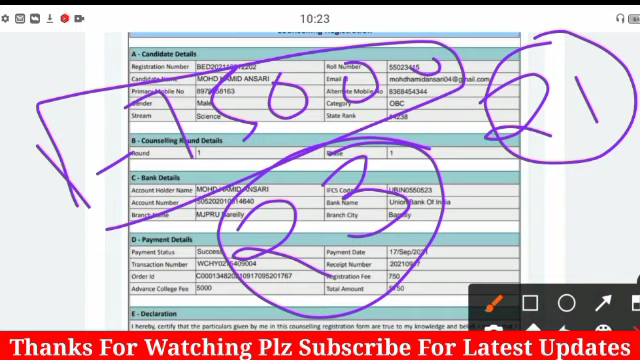 10:23
Counselling Registration
A - Candidate Details
Registration Number Roll Number 55023415
Candidate Name MOHD HAMID ANSARI Email mohdhamidansari04@gmail.com
Primary Mobile No Alternate Mobile No 8368454344
Gender Male Category OBC
Stream Science State Rank
B - Counselling Round Details
Round 1 Phase 1
C - Bank Details
Account Holder Name MOHD HAMID ANSARI IFCS Code UBIN0550523
Account Number Bank Name Union Bank Of India
Branch Name MJPRU Bareilly Branch City Bareilly
D - Payment Details
Payment Status Success Payment Date 17/Sep/2021
Transaction Number Receipt Number
Order Id Registration Fee 750
Advance College Fee 5000 Total Amount
E - Declaration
I hereby, certify that the particulars given by me in this counselling registration form are true to my knowledge and
21
23
Thanks For Watching Plz Subscribe For Latest Updates